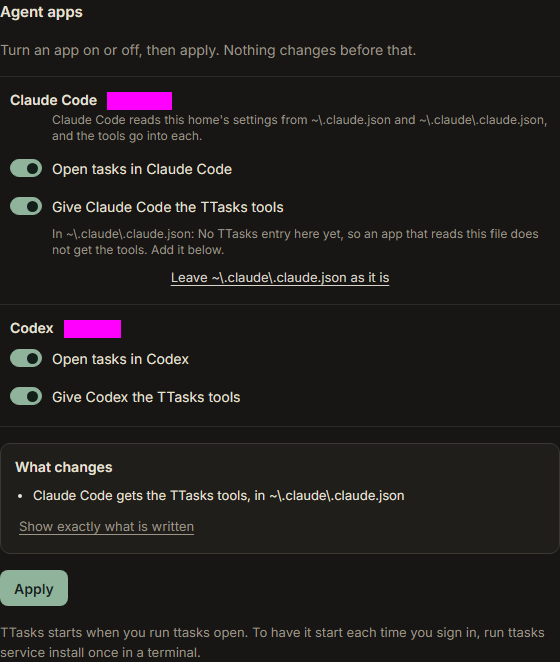 Agent apps
Turn an app on or off, then apply. Nothing changes before that.
Claude Code
Claude Code reads this home's settings from ~\.claude.json and ~\.claude\.claude.json,
and the tools go into each.
Open tasks in Claude Code
Give Claude Code the TTasks tools
In ~\.claude\.claude.json: No TTasks entry here yet, so an app that reads this file does
not get the tools. Add it below.
Leave ~\.claude\.claude.json as it is
Codex
Open tasks in Codex
Give Codex the TTasks tools
What changes
• Claude Code gets the TTasks tools, in ~\.claude\.claude.json
Show exactly what is written
Apply
TTasks starts when you run ttasks open. To have it start each time you sign in, run ttasks
service install once in a terminal.